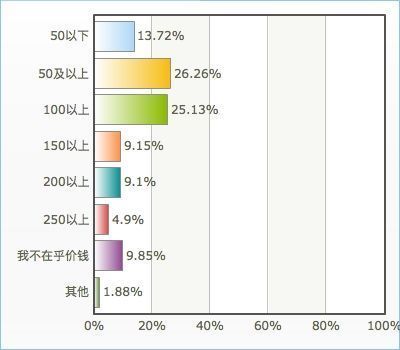 50以下 13.72%
50及以上 26.26%
100以上 25.13%
150以上 9.15%
200以上 9.1%
250以上 4.9%
我不在乎价钱 9.85%
其他 1.88%
0% 20% 40% 60% 80% 100%